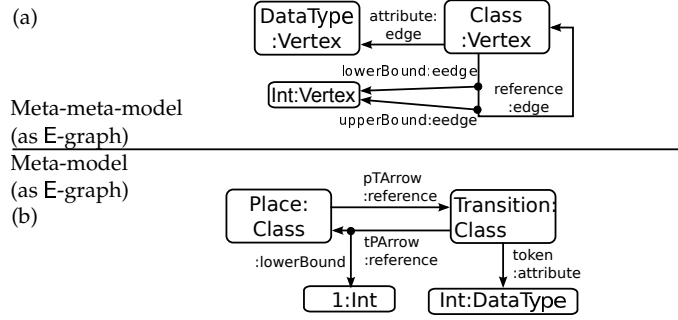 (a)
DataType
:Vertex
attribute:
edge
Class
:Vertex
lowerBound:eedge
Int:Vertex
reference
:edge
upperBound:eedge
Meta-meta-model
(as E-graph)
Meta-model
(as E-graph)
(b)
Place:
Class
pTArrow
:reference
Transition:
Class
:lowerBound
tPArrow
:reference
token
:attribute
1:Int
Int:DataType